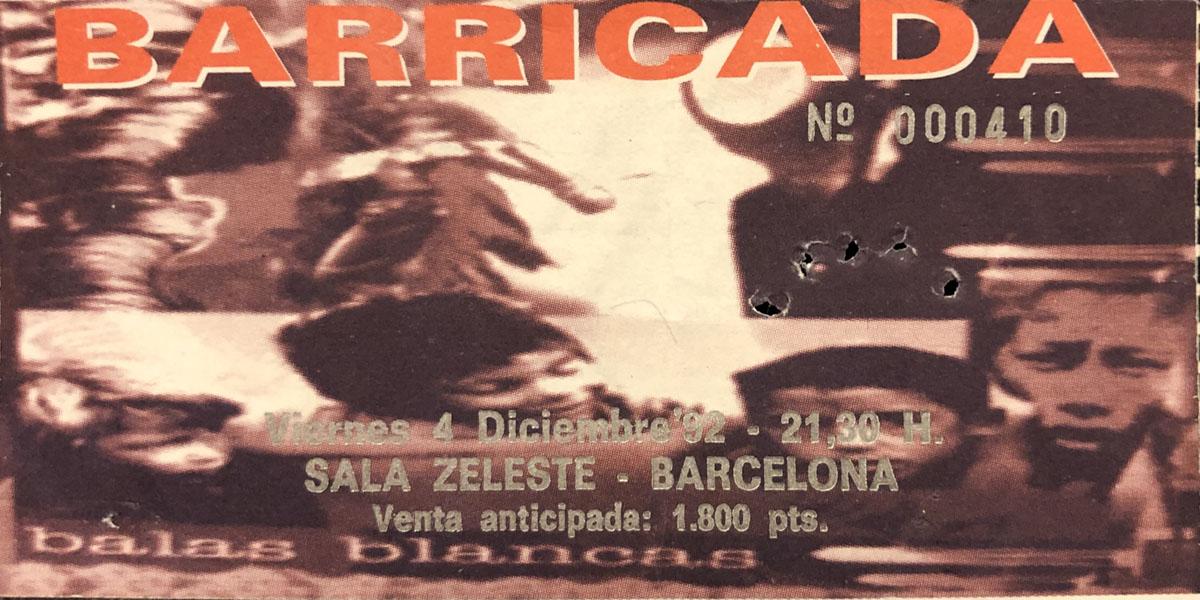 BARRICADA
Nº 000410
Viernes 4 Diciembre'92 - 21,30 H.
SALA ZELESTE - BARCELONA
Venta anticipada: 1.800 pts.
balas blancas